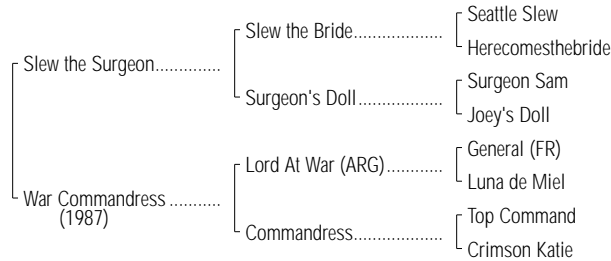 Seattle Slew
Slew the Bride...................
Herecomesthebride
Slew the Surgeon.............
Surgeon Sam
Surgeon's Doll ..................
Joey's Doll
General (FR)
Lord At War (ARG)............
Luna de Miel
War Commandress ..........
(1987)
Top Command
Commandress...................
Crimson Katie